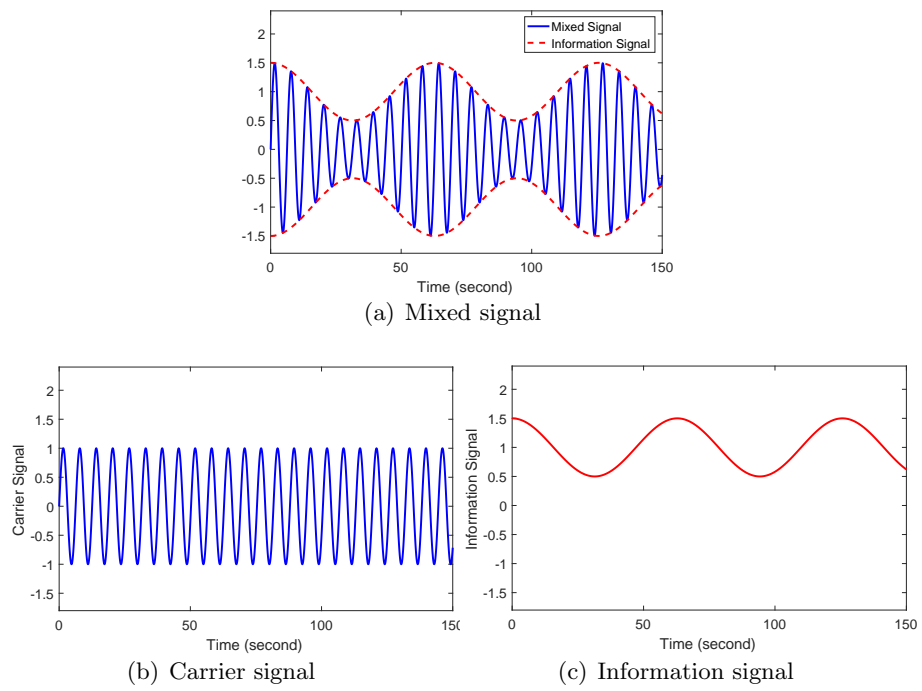 2
1.5
1
0.5
0
-0.5
-1
-1.5
Mixed Signal
Information Signal
0 50 100 150
Time (second)
(a) Mixed signal
Carrier Signal
2
1.5
1
0.5
0
-0.5
-1
-1.5
0 50 100 150
Time (second)
(b) Carrier signal
Information Signal
2
1.5
1
0.5
0
-0.5
-1
-1.5
0 50 100 150
Time (second)
(c) Information signal